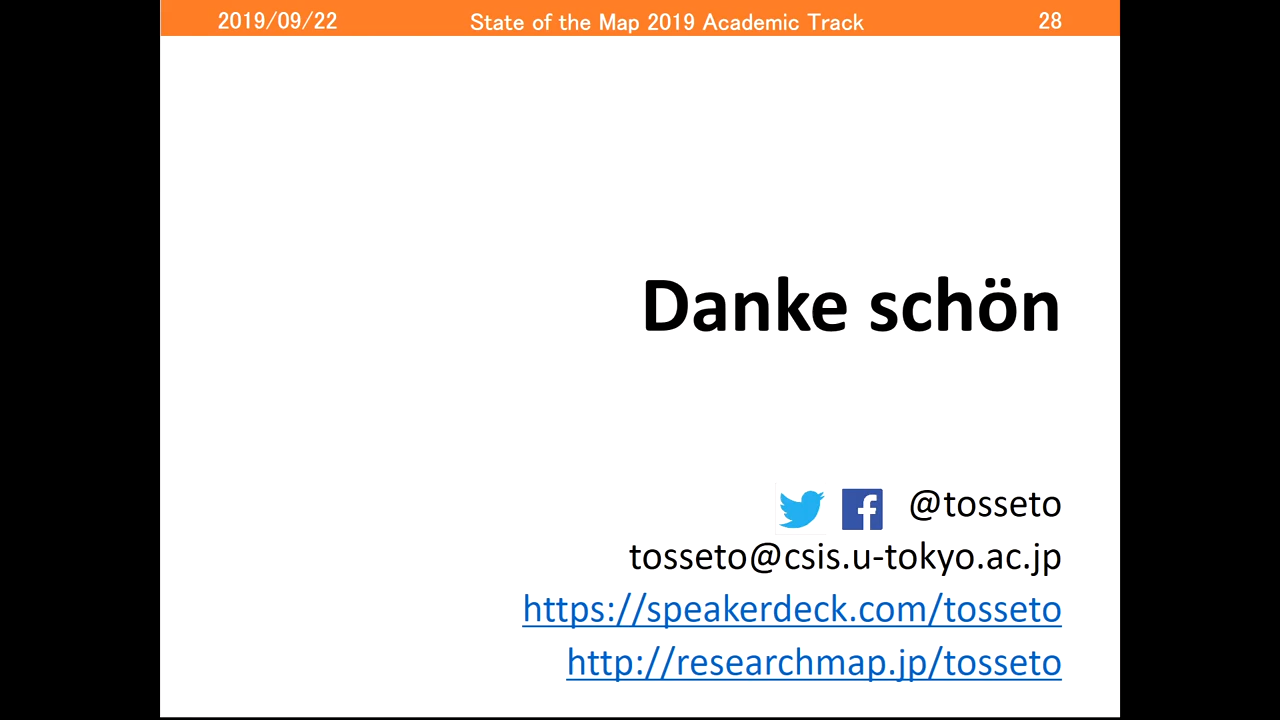 2019/09/22 State of the Map 2019 Academic Track 28
Danke schön
@tosseto
tosseto@csis.u-tokyo.ac.jp
https://speakerdeck.com/tosseto
http://researchmap.jp/tosseto